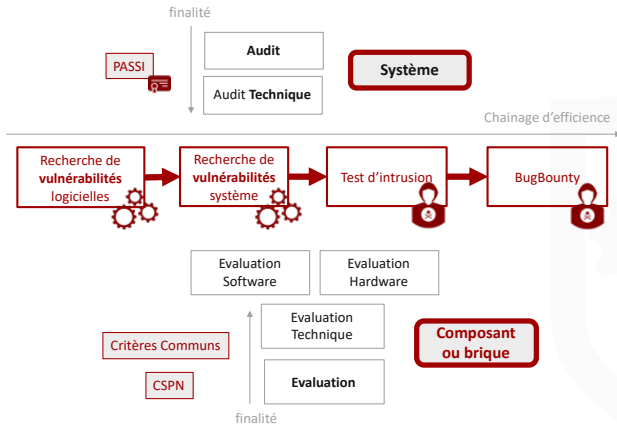 finalité
Audit
PASSI
Système
Audit Technique
Chainage d'efficience
Recherche de
vulnérabilités
logicielles
Recherche de
vulnérabilités
système
Test d'intrusion
BugBounty
Evaluation
Software
Evaluation
Hardware
Evaluation
Technique
Critères Communs
Composant
ou brique
CSPN
Evaluation
finalité